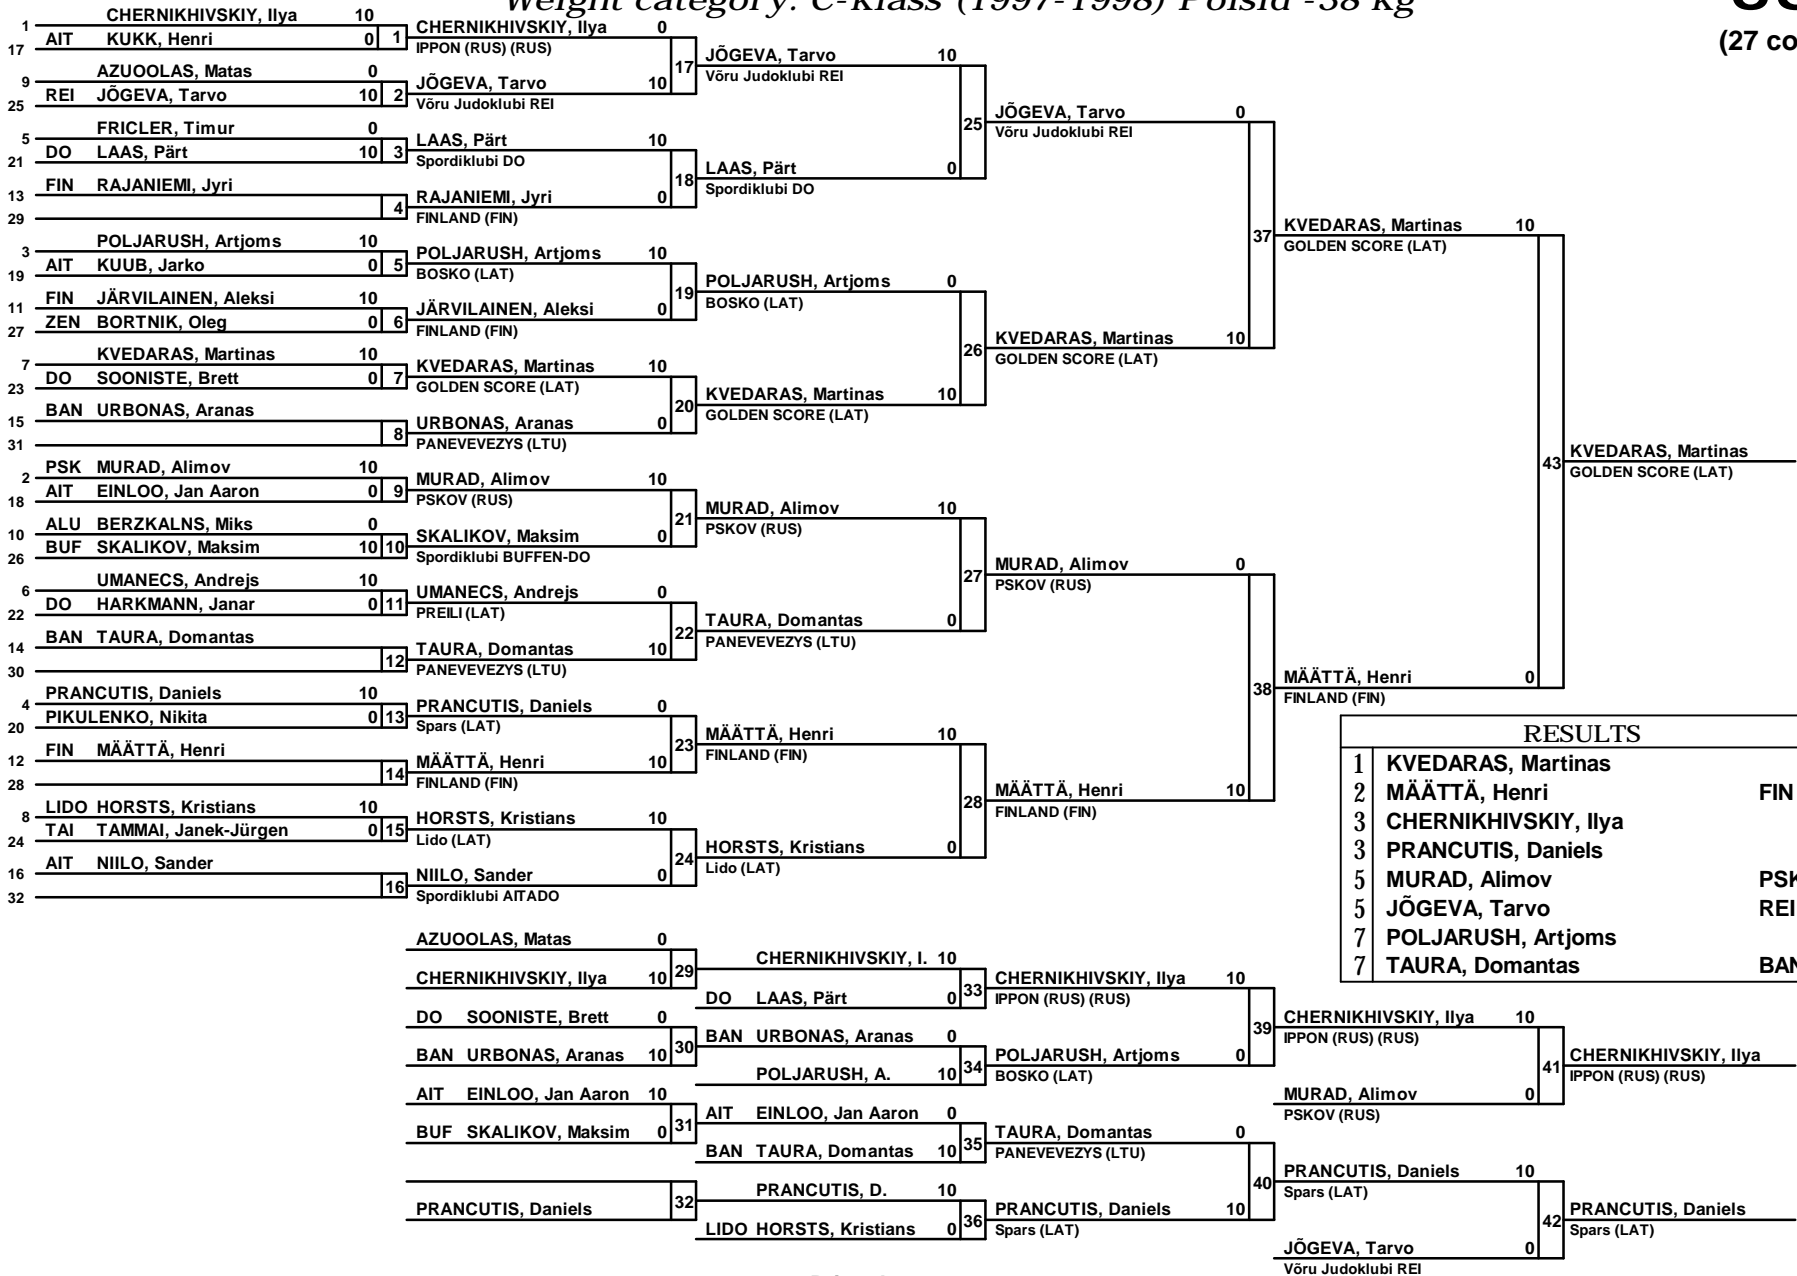 Weight category: C-klass (1997-1998) Poisid -38 kg
(27 co
1 CHERNIKHIVSKIY, Ilya 10
17 AIT KUKK, Henri 0 1
9 AZUOOLAS, Matas 0
25 REI JÕGEVA, Tarvo 10 2
5 FRICLER, Timur 0
21 DO LAAS, Pärt 10 3
13 FIN RAJANIEMI, Jyri
29 4
3 POLJARUSH, Artjoms 10
19 AIT KUUB, Jarko 0 5
11 FIN JÄRVILAINEN, Aleksi 10
27 ZEN BORTNIK, Oleg 0 6
7 KVEDARAS, Martinas 10
23 DO SOONISTE, Brett 0 7
15 BAN URBONAS, Aranas
31 8
2 PSK MURAD, Alimov 10
18 AIT EINLOO, Jan Aaron 0 9
10 ALU BERZKALNS, Miks 0
26 BUF SKALIKOV, Maksim 10 10
6 UMANECS, Andrejs 10
22 DO HARKMANN, Janar 0 11
14 BAN TAURA, Domantas
30 12
4 PRANCUTIS, Daniels 10
20 PIKULENKO, Nikita 0 13
12 FIN MÄÄTTÄ, Henri
28 14
8 LIDO HORSTS, Kristians 10
24 TAI TAMMAI, Janek-Jürgen 0 15
16 AIT NIILO, Sander
32 16
CHERNIKHIVSKIY, Ilya 0
IPPON (RUS) (RUS)
17
JÕGEVA, Tarvo 10
Võru Judoklubi REI
LAAS, Pärt 10
Spordiklubi DO
18
RAJANIEMI, Jyri 0
FINLAND (FIN)
POLJARUSH, Artjoms 10
BOSKO (LAT)
19
JÄRVILAINEN, Aleksi 0
FINLAND (FIN)
KVEDARAS, Martinas 10
GOLDEN SCORE (LAT)
20
URBONAS, Aranas 0
PANEVEVEZYS (LTU)
MURAD, Alimov 10
PSKOV (RUS)
21
SKALIKOV, Maksim 0
Spordiklubi BUFFEN-DO
UMANECS, Andrejs 0
PREILI (LAT)
22
TAURA, Domantas 10
PANEVEVEZYS (LTU)
PRANCUTIS, Daniels 0
Spars (LAT)
23
MÄÄTTÄ, Henri 10
FINLAND (FIN)
HORSTS, Kristians 10
Lido (LAT)
24
NIILO, Sander 0
Spordiklubi AITADO
JÕGEVA, Tarvo 10
Võru Judoklubi REI
25
LAAS, Pärt 0
Spordiklubi DO
POLJARUSH, Artjoms 0
BOSKO (LAT)
26
KVEDARAS, Martinas 10
GOLDEN SCORE (LAT)
MURAD, Alimov 10
PSKOV (RUS)
27
TAURA, Domantas 0
PANEVEVEZYS (LTU)
MÄÄTTÄ, Henri 10
FINLAND (FIN)
28
HORSTS, Kristians 0
Lido (LAT)
JÕGEVA, Tarvo 0
Võru Judoklubi REI
37
KVEDARAS, Martinas 10
GOLDEN SCORE (LAT)
MURAD, Alimov 0
PSKOV (RUS)
38
MÄÄTTÄ, Henri 10
FINLAND (FIN)
KVEDARAS, Martinas 10
GOLDEN SCORE (LAT)
43
MÄÄTTÄ, Henri 0
FINLAND (FIN)
KVEDARAS, Martinas
GOLDEN SCORE (LAT)
RESULTS
1 KVEDARAS, Martinas
2 MÄÄTTÄ, Henri FIN
3 CHERNIKHIVSKIY, Ilya
3 PRANCUTIS, Daniels
5 MURAD, Alimov PSK
5 JÕGEVA, Tarvo REI
7 POLJARUSH, Artjoms
7 TAURA, Domantas BAN
AZUOOLAS, Matas 0
29
CHERNIKHIVSKIY, Ilya 10
DO SOONISTE, Brett 0
30
BAN URBONAS, Aranas 10
AIT EINLOO, Jan Aaron 10
31
BUF SKALIKOV, Maksim 0
32
PRANCUTIS, Daniels
CHERNIKHIVSKIY, I. 10
DO LAAS, Pärt 0 33
BAN URBONAS, Aranas 0
POLJARUSH, A. 10 34
AIT EINLOO, Jan Aaron 0
BAN TAURA, Domantas 10 35
PRANCUTIS, D. 10
LIDO HORSTS, Kristians 0 36
CHERNIKHIVSKIY, Ilya 10
IPPON (RUS) (RUS)
39
POLJARUSH, Artjoms 0
BOSKO (LAT)
TAURA, Domantas 0
PANEVEVEZYS (LTU)
40
PRANCUTIS, Daniels 10
Spars (LAT)
CHERNIKHIVSKIY, Ilya 10
IPPON (RUS) (RUS)
41
MURAD, Alimov 0
PSKOV (RUS)
PRANCUTIS, Daniels 10
Spars (LAT)
42
JÕGEVA, Tarvo 0
Võru Judoklubi REI
CHERNIKHIVSKIY, Ilya
IPPON (RUS) (RUS)
PRANCUTIS, Daniels
Spars (LAT)